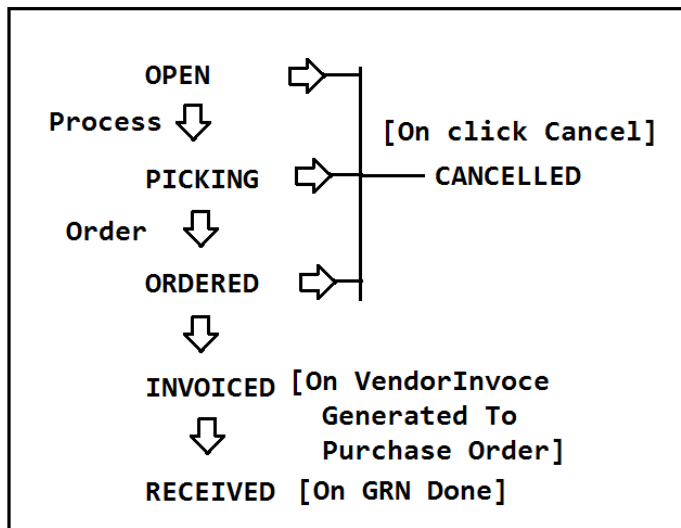 OPEN
Process
[On click Cancel]
PICKING
CANCELLED
Order
ORDERED
INVOICED [On VendorInvoce
Generated To
Purchase Order]
RECEIVED [On GRN Done]